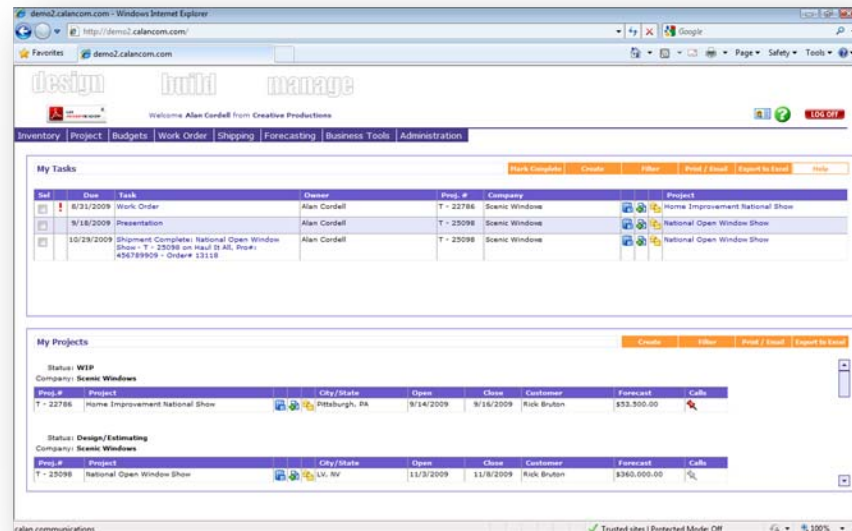 demo2.calancom.com - Windows Internet Explorer
http://demo2.calancom.com/ Google
Favorites demo2.calancom.com Page Safety Tools
design build manage
Welcome Alan Cordell from Creative Productions LOG OFF
Inventory Project Budgets Work Order Shipping Forecasting Business Tools Administration
My Tasks Mark Complete Create Filter Print / Email Export to Excel Help
Sel Due Task Owner Proj. # Company Project
! 8/31/2009 Work Order Alan Cordell T - 22786 Scenic Windows Home Improvement National Show
9/18/2009 Presentation Alan Cordell T - 25098 Scenic Windows National Open Window Show
10/29/2009 Shipment Complete: National Open Window Alan Cordell T - 25098 Scenic Windows National Open Window Show
Show - T - 25098 on Haul It All, Pro#:
456789909 - Order# 13118
My Projects Create Filter Print / Email Export to Excel
Status: WIP
Company: Scenic Windows
Proj.# Project City/State Open Close Customer Forecast Calls
T - 22786 Home Improvement National Show Pittsburgh, PA 9/14/2009 9/16/2009 Rick Bruton $53,500.00
Status: Design/Estimating
Company: Scenic Windows
Proj.# Project City/State Open Close Customer Forecast Calls
T - 25098 National Open Window Show LV, NV 11/3/2009 11/8/2009 Rick Bruton $360,000.00
calan communications Trusted sites | Protected Mode: Off 100%